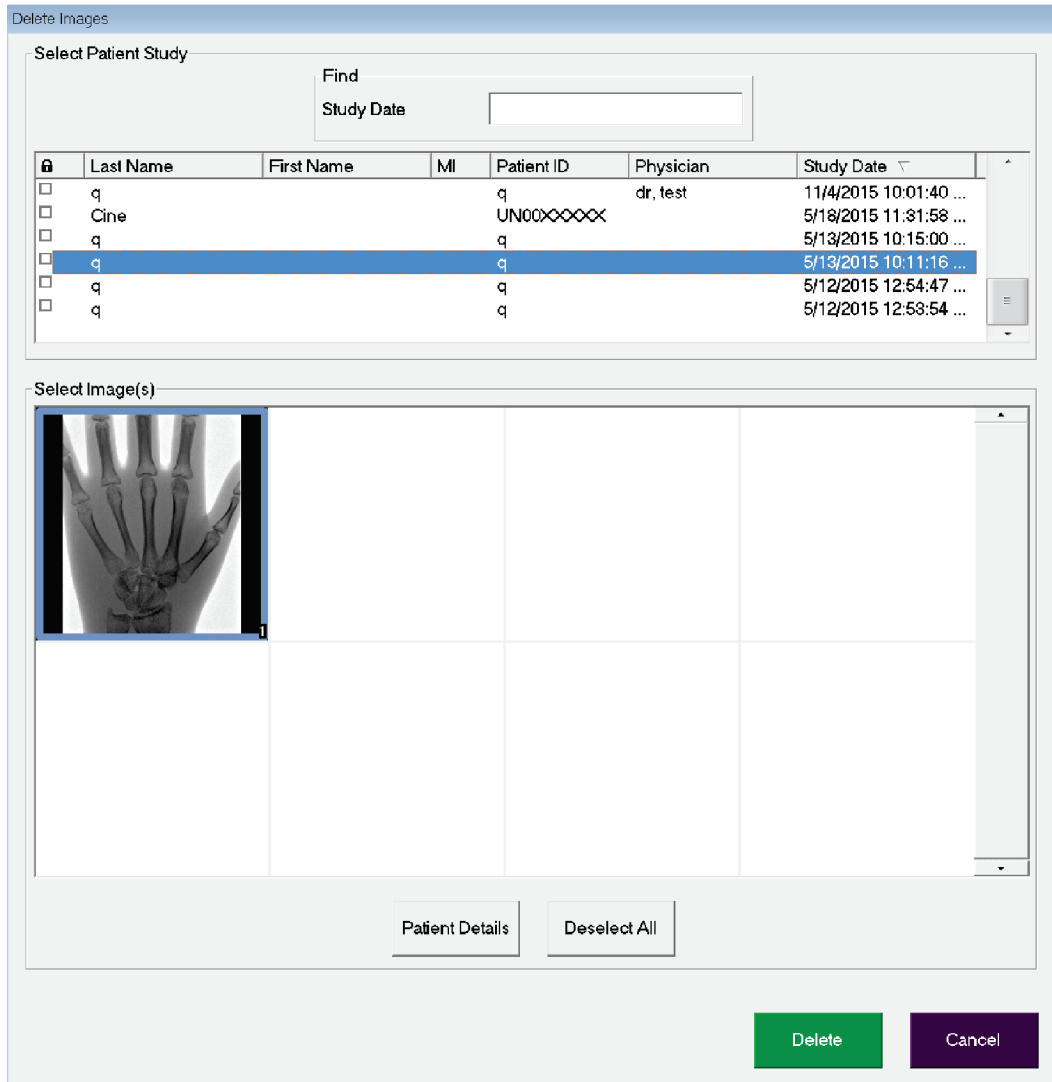 Delete Images
Select Patient Study
Find
Study Date
Last Name First Name MI Patient ID Physician Study Date
q q dr, test 11/4/2015 10:01:40 ...
Cine UN00XXXXX 5/18/2015 11:31:58 ...
q q 5/13/2015 10:15:00 ...
q q 5/13/2015 10:11:16 ...
q q 5/12/2015 12:54:47 ...
q q 5/12/2015 12:53:54 ...
Select Image(s)
1
Patient Details Deselect All
Delete Cancel